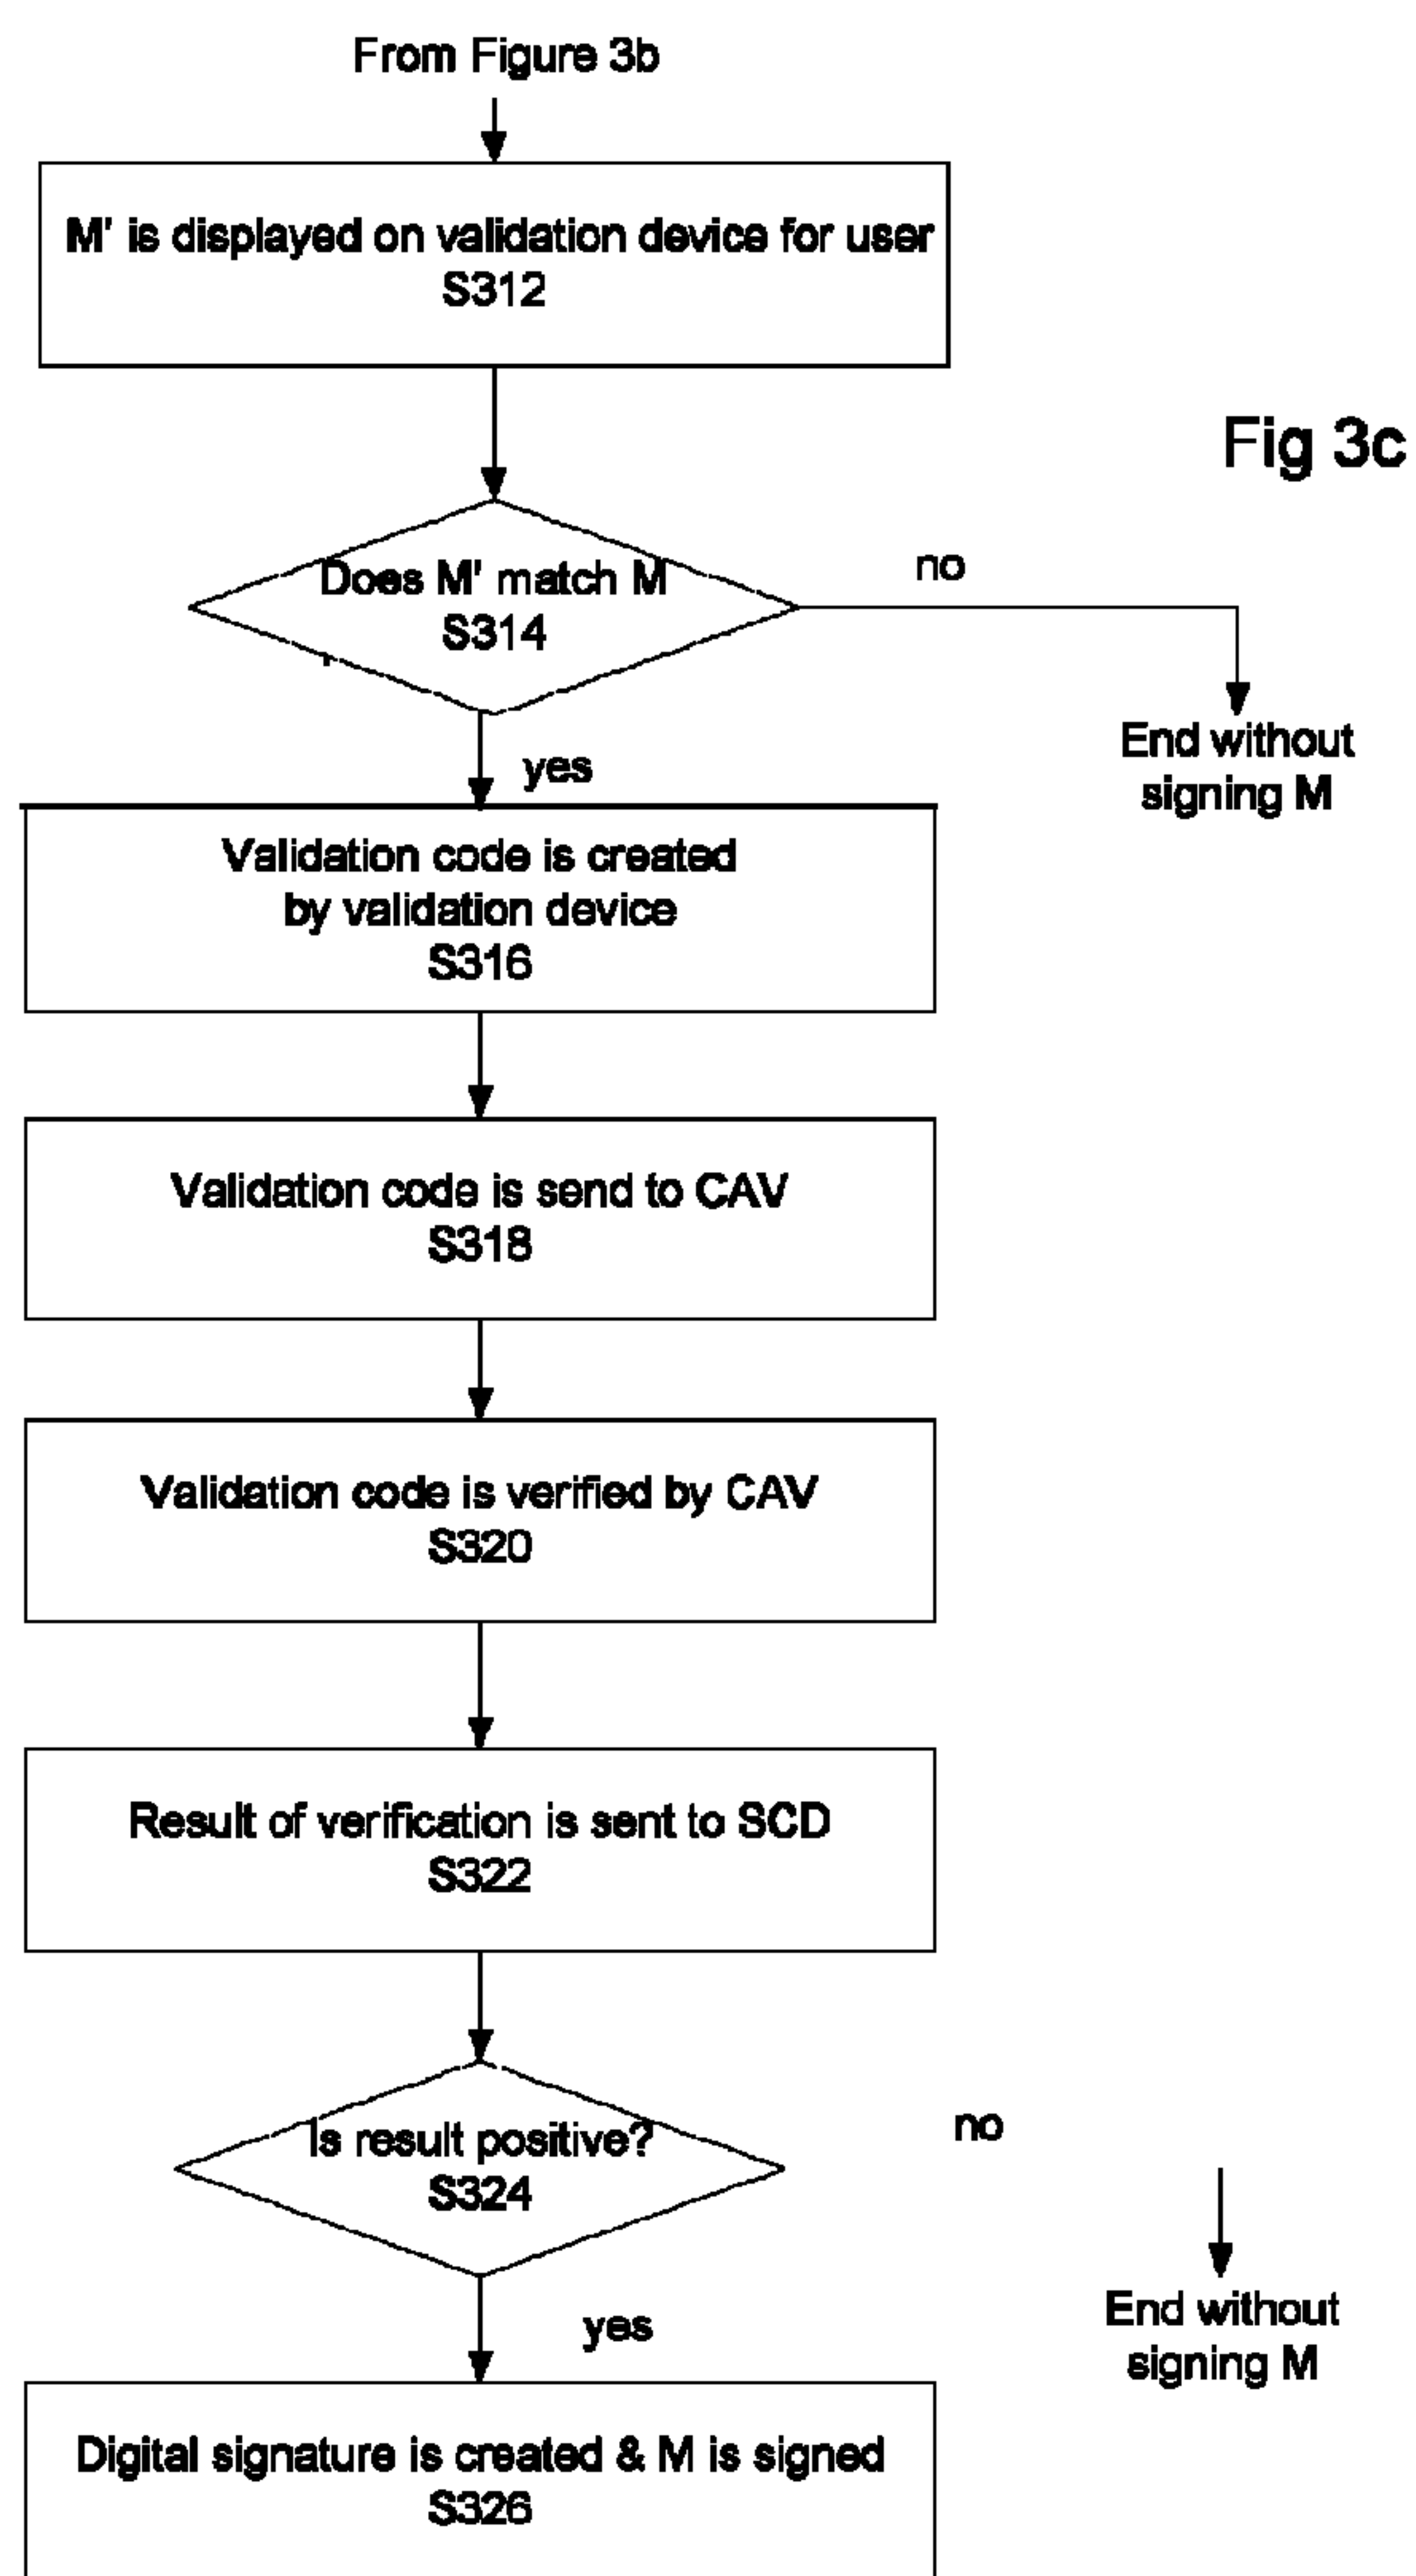 From Figure 3b
M' is displayed on validation device for user
S312
Fig 3c
Does M' match M
S314
no
End without
signing M
yes
Validation code is created
by validation device
S316
Validation code is send to CAV
S318
Validation code is verified by CAV
S320
Result of verification is sent to SCD
S322
Is result positive?
S324
no
End without
signing M
yes
Digital signature is created & M is signed
S326